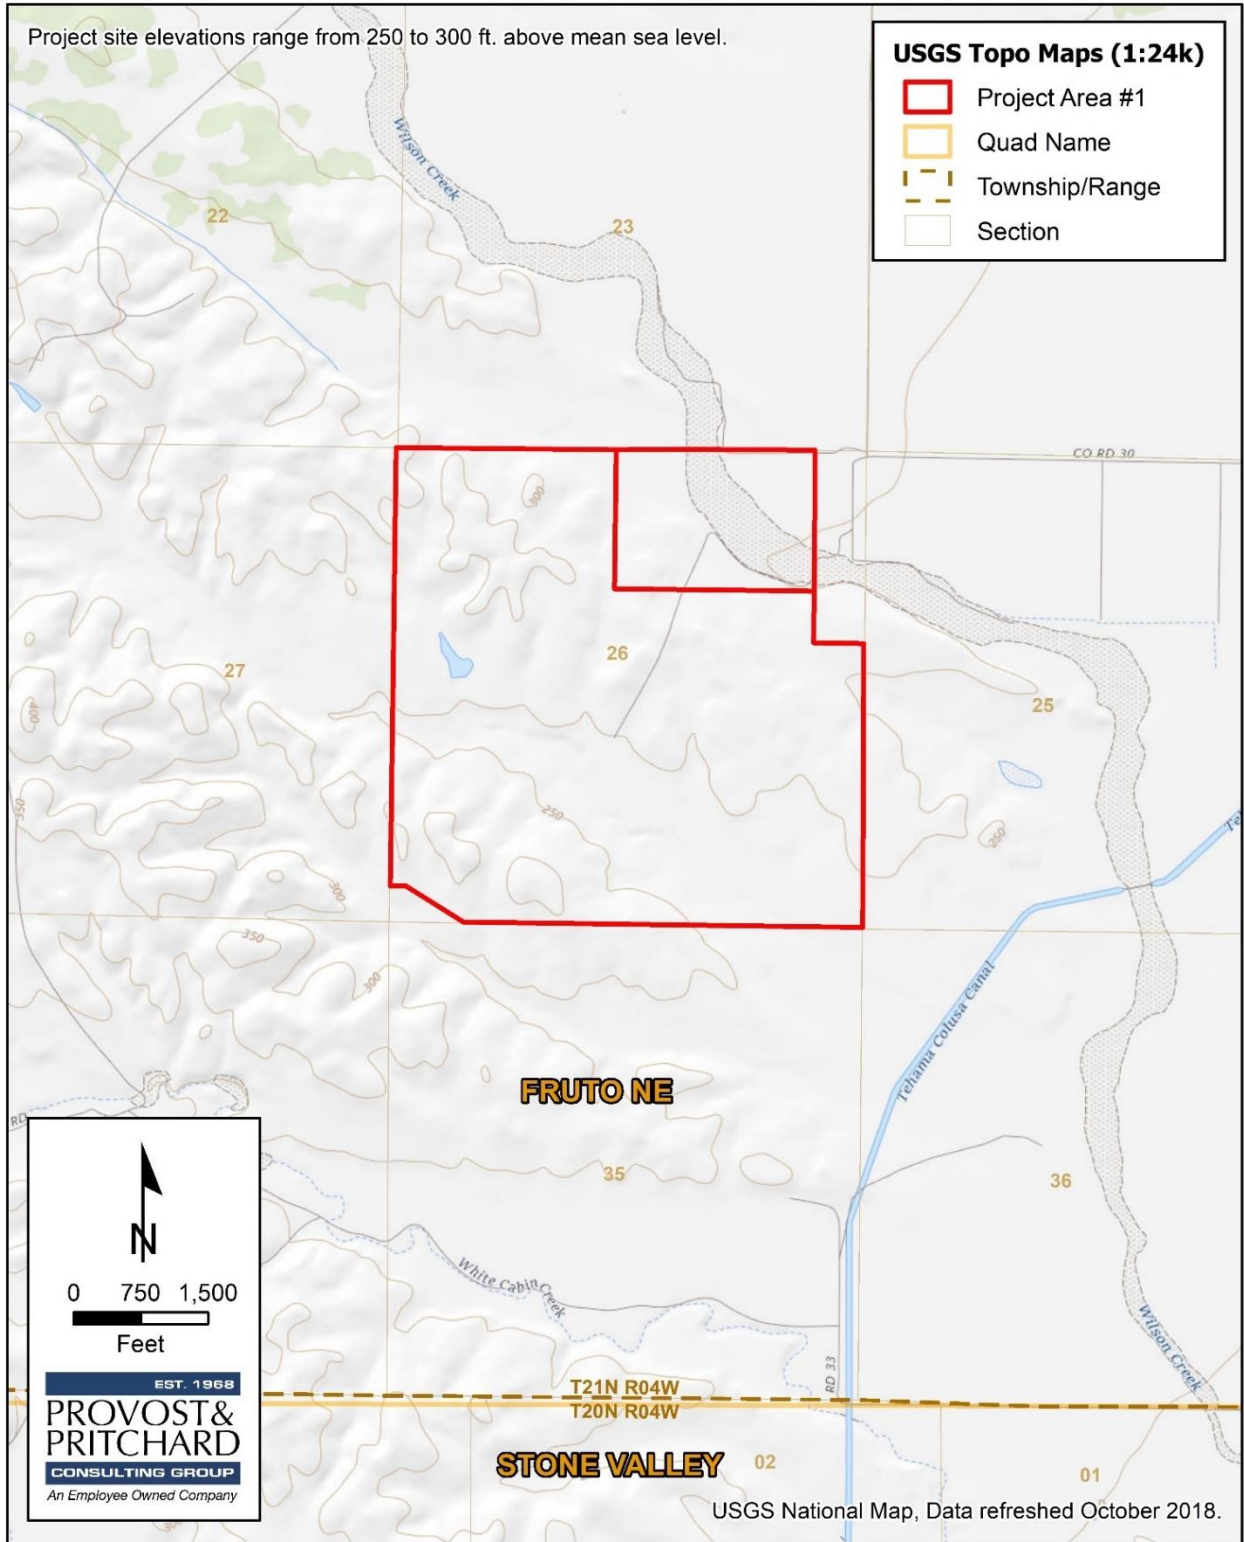 Project site elevations range from 250 to 300 ft. above mean sea level.
USGS Topo Maps (1:24k)
Project Area #1
Quad Name
Township/Range
Section
Wilson Creek
22
23
CO RD 30
300
26
27
25
400
350
250
250
300
350
300
Tehama Colusa Canal
FRUTO NE
RD
35
36
White Cabin Creek
Wilson Creek
RD 33
T21N R04W
T20N R04W
STONE VALLEY
02
01
N
0 750 1,500
Feet
EST. 1968
PROVOST&
PRITCHARD
CONSULTING GROUP
An Employee Owned Company
USGS National Map, Data refreshed October 2018.